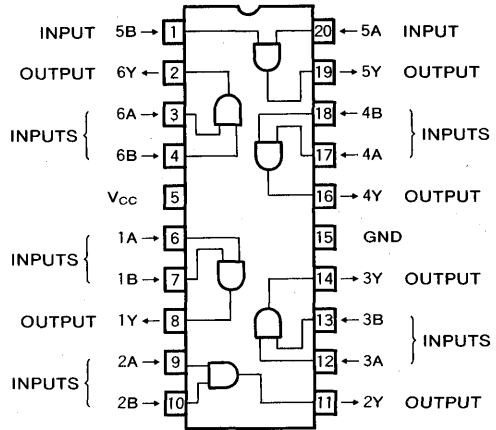 INPUT 5B 1 20 5A INPUT
OUTPUT 6Y 2 19 5Y OUTPUT
6A 3 18 4B
INPUTS INPUTS
6B 4 17 4A
VCC 5 16 4Y OUTPUT
1A 6 15 GND
INPUTS
1B 7 14 3Y OUTPUT
OUTPUT 1Y 8 13 3B
INPUTS
2A 9 12 3A
INPUTS
2B 10 11 2Y OUTPUT